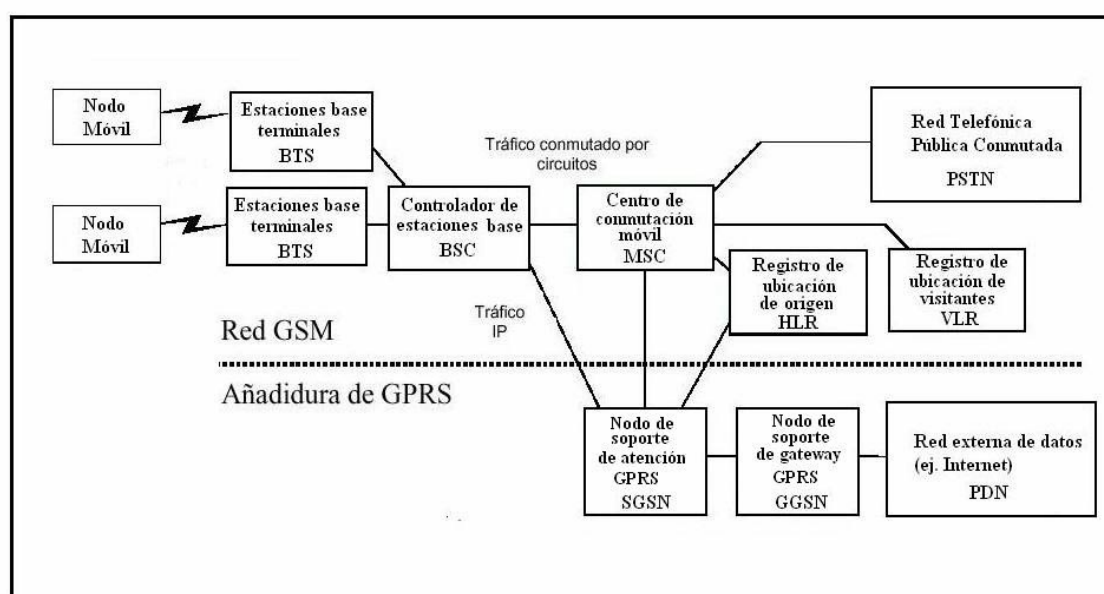 Nodo
Móvil
Estaciones base
terminales
BTS
Nodo
Móvil
Estaciones base
terminales
BTS
Controlador de
estaciones base
BSC
Tráfico conmutado por
circuitos
Centro de
conmutación
móvil
MSC
Red Telefónica
Pública Conmutada
PSTN
Registro de
ubicación
de origen
HLR
Registro de
ubicación de
visitantes
VLR
Tráfico
IP
Red GSM
Añadidura de GPRS
Nodo de
soporte
de atención
GPRS
SGSN
Nodo de
soporte
de gateway
GPRS
GGSN
Red externa de datos
(ej. Internet)
PDN